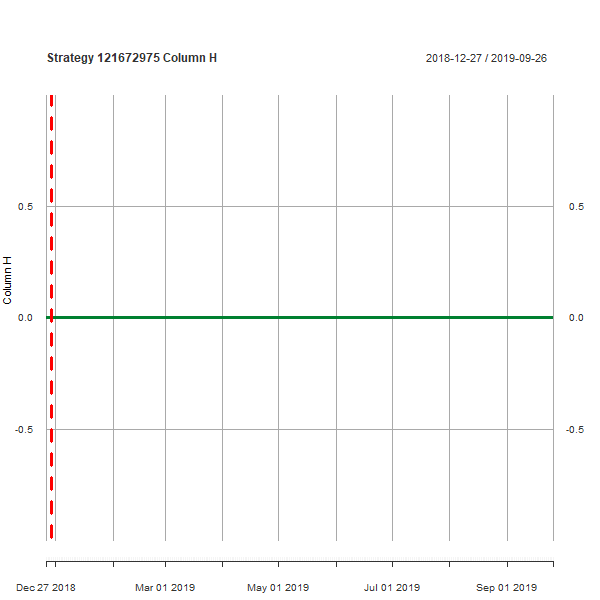 Strategy 121672975 Column H
2018-12-27 / 2019-09-26
0.5
0.5
Column H
0.0
0.0
-0.5
-0.5
Dec 27 2018
Mar 01 2019
May 01 2019
Jul 01 2019
Sep 01 2019